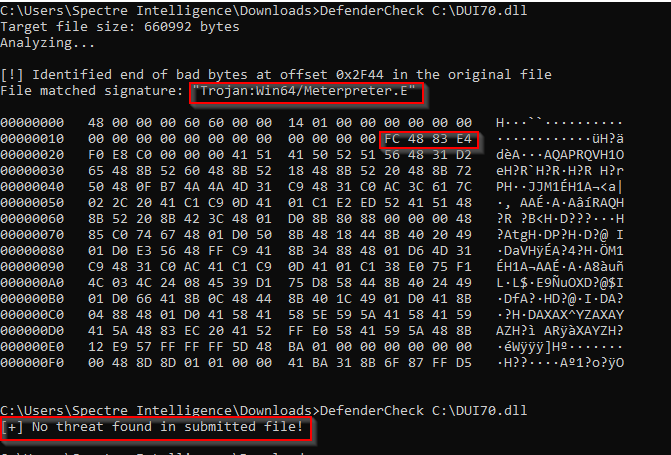 C:\Users\Spectre Intelligence\Downloads>DefenderCheck C:\DUI70.dll
Target file size: 660992 bytes
Analyzing...
[!] Identified end of bad bytes at offset 0x2F44 in the original file
File matched signature: "Trojan:Win64/Meterpreter.E"
00000000 48 00 00 00 60 60 00 00 14 01 00 00 00 00 00 00 H···``··········
00000010 00 00 00 00 00 00 00 00 00 00 00 00 FC 48 83 E4 ············üH?ä
00000020 F0 E8 C0 00 00 00 41 51 41 50 52 51 56 48 31 D2 ðèA···AQAPRQVH1O
00000030 65 48 8B 52 60 48 8B 52 18 48 8B 52 20 48 8B 72 eH?R`H?R·H?R H?r
00000040 50 48 0F B7 4A 4A 4D 31 C9 48 31 C0 AC 3C 61 7C PH··JJM1ÉH1A¬<a|
00000050 02 2C 20 41 C1 C9 0D 41 01 C1 E2 ED 52 41 51 48 ·, AAÉ·A·AâíRAQH
00000060 8B 52 20 8B 42 3C 48 01 D0 8B 80 88 00 00 00 48 ?R ?B<H·D???···H
00000070 85 C0 74 67 48 01 D0 50 8B 48 18 44 8B 40 20 49 ?AtgH·DP?H·D?@ I
00000080 01 D0 E3 56 48 FF C9 41 8B 34 88 48 01 D6 4D 31 ·DaVHÿÉA?4?H·ÖM1
00000090 C9 48 31 C0 AC 41 C1 C9 0D 41 01 C1 38 E0 75 F1 ÉH1A¬AAÉ·A·A8àuñ
000000A0 4C 03 4C 24 08 45 39 D1 75 D8 58 44 8B 40 24 49 L·L$·E9ÑuOXD?@$I
000000B0 01 D0 66 41 8B 0C 48 44 8B 40 1C 49 01 D0 41 8B ·DfA?·HD?@·I·DA?
000000C0 04 88 48 01 D0 41 58 41 58 5E 59 5A 41 58 41 59 ·?H·DAXAX^YZAXAY
000000D0 41 5A 48 83 EC 20 41 52 FF E0 58 41 59 5A 48 8B AZH?ì ARÿàXAYZH?
000000E0 12 E9 57 FF FF FF 5D 48 BA 01 00 00 00 00 00 00 ·éWÿÿÿ]Hº·······
000000F0 00 48 8D 8D 01 01 00 00 41 BA 31 8B 6F 87 FF D5 ·H??····Aº1?o?ÿO
C:\Users\Spectre Intelligence\Downloads>DefenderCheck C:\DUI70.dll
[+] No threat found in submitted file!